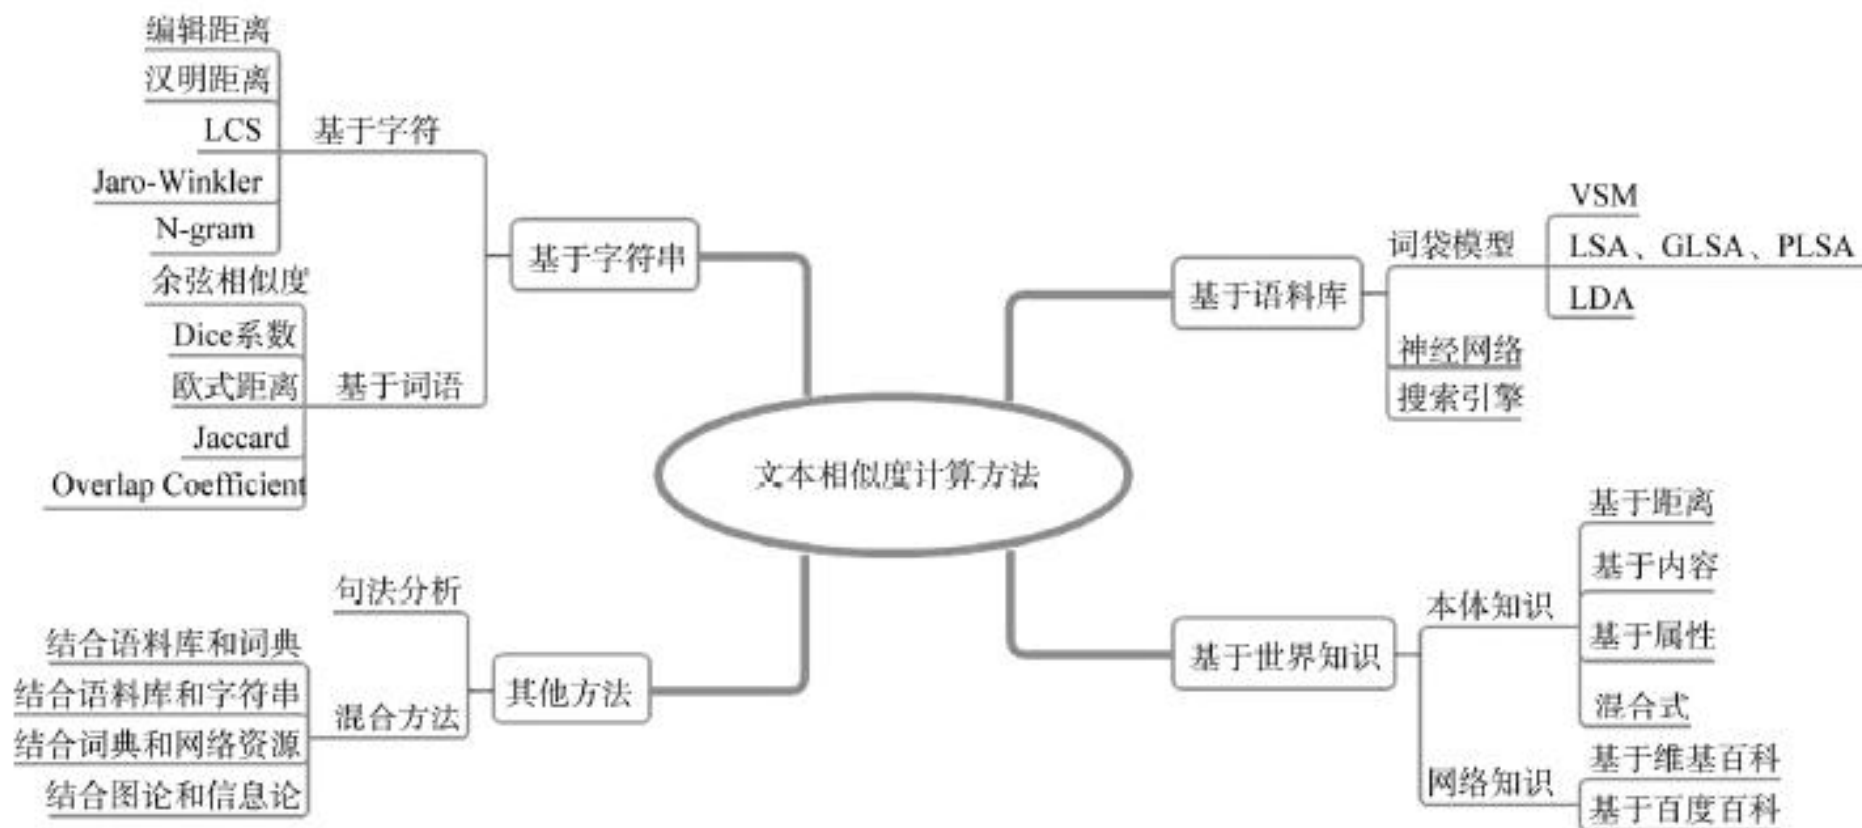 编辑距离
汉明距离
LCS
Jaro-Winkler
N-gram
基于字符
余弦相似度
Dice系数
欧式距离
Jaccard
Overlap Coefficient
基于词语
基于字符串
句法分析
结合语料库和词典
结合语料库和字符串
结合词典和网络资源
结合图论和信息论
混合方法
其他方法
文本相似度计算方法
基于语料库
词袋模型
VSM
LSA、GLSA、PLSA
LDA
神经网络
搜索引擎
基于世界知识
本体知识
基于距离
基于内容
基于属性
混合式
网络知识
基于维基百科
基于百度百科